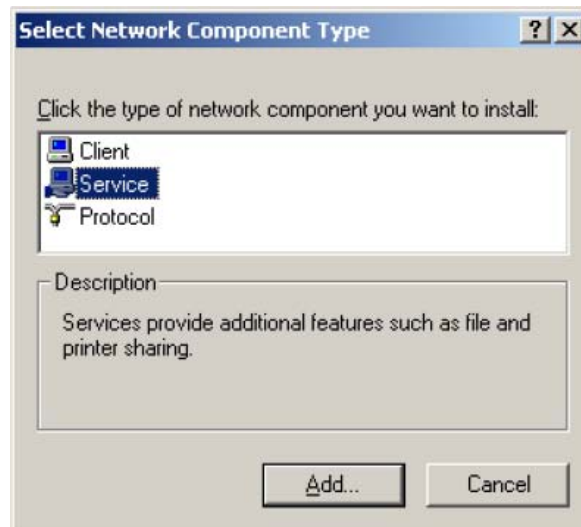 Select Network Component Type
Click the type of network component you want to install:
Client
Service
Protocol
Description
Services provide additional features such as file and
printer sharing.
Add...
Cancel